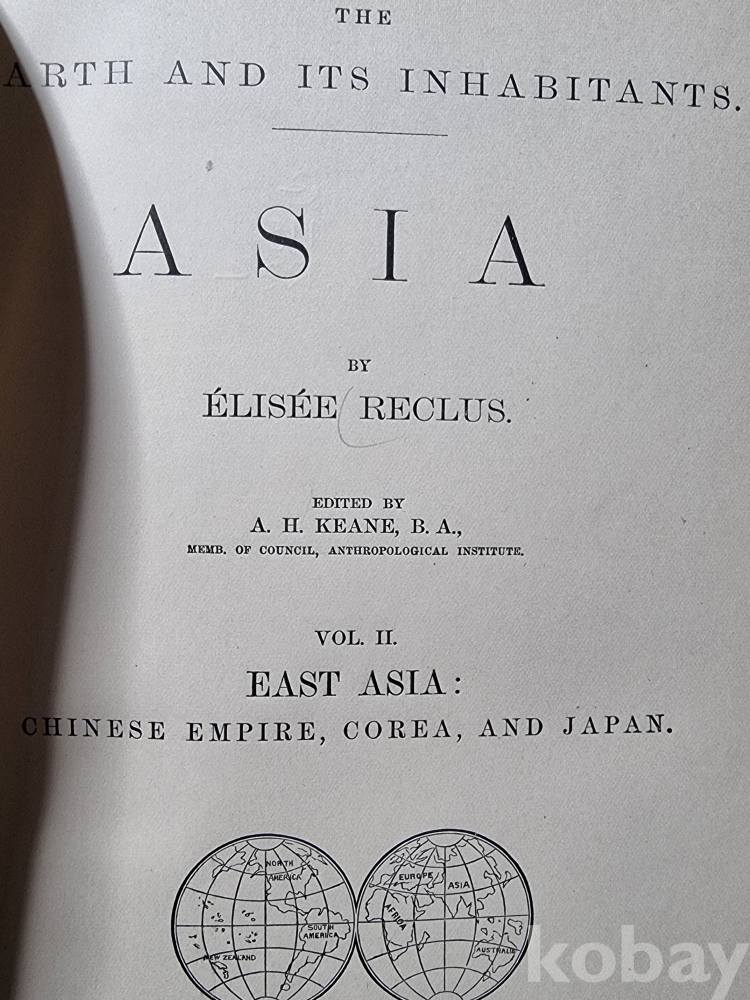 THE
ARTH AND ITS INHABITANTS.
ASIA
BY
ÉLISÉE RECLUS.
EDITED BY
A. H. KEANE, B. A.,
MEMB. OF COUNCIL, ANTHROPOLOGICAL INSTITUTE.
VOL. II.
EAST ASIA:
CHINESE EMPIRE, COREA, AND JAPAN.
NORTH
AMERICA
SOUTH
AMERICA
NEW ZEALAND
EUROPE
ASIA
AFRICA
AUSTRALIA
kobay